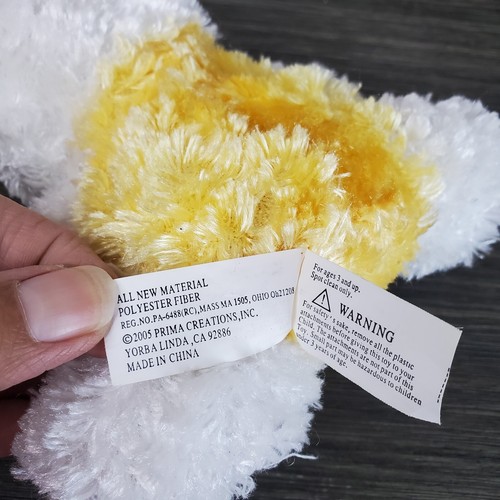 ALL NEW MATERIAL
POLYESTER FIBER
REG.NO.PA-6488(RC),MASS MA 1505, OHIO Oh21208
©2005 PRIMA CREATIONS,INC.
YORBA LINDA,CA 92886
MADE IN CHINA
For ages 3 and up.
Spot clean only.
WARNING
For safety's sake, remove all the plastic
attachments before giving this toy to your
Child. The attachments are not part of this
Toy. Small parts may be hazardous to children
under 3 years of age.